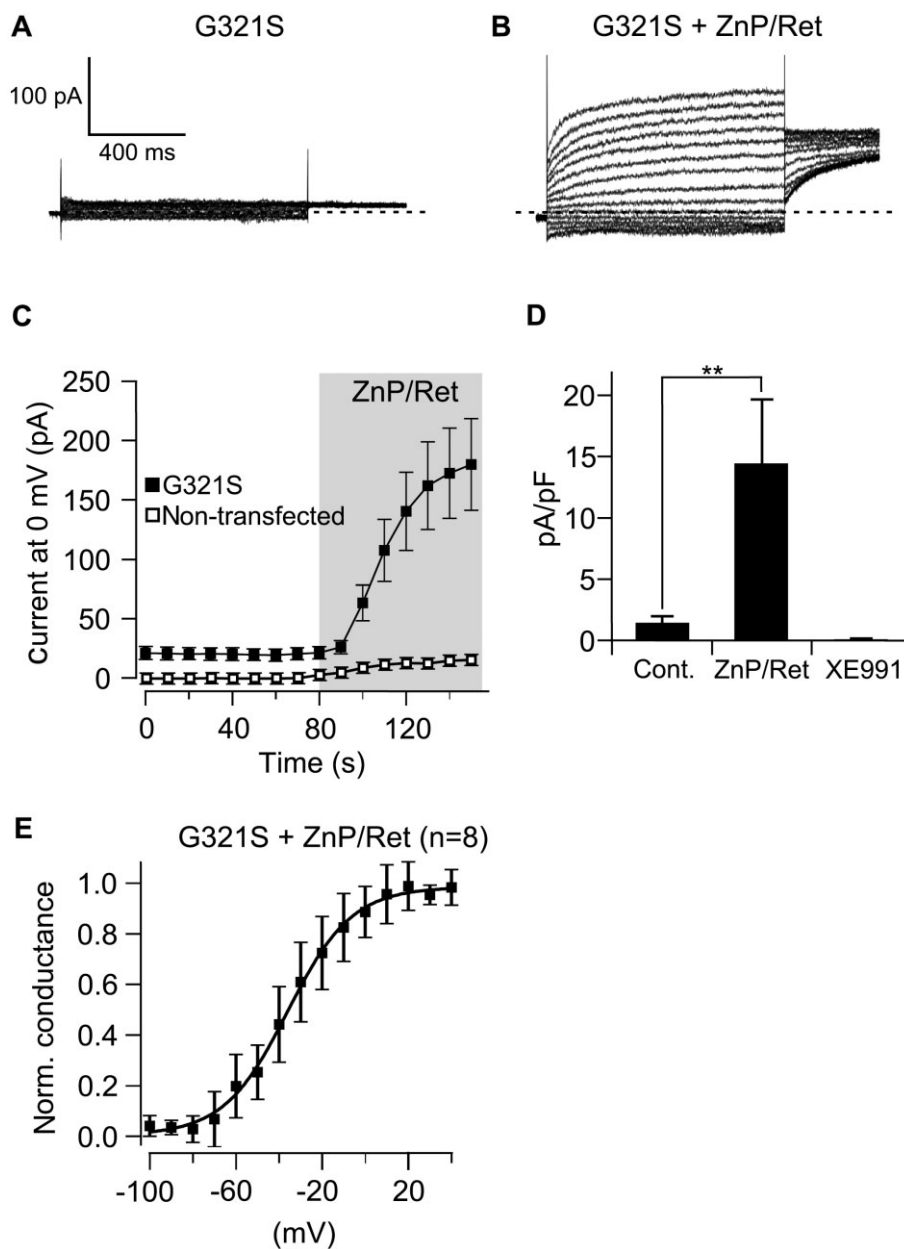 A
G321S
100 pA
400 ms
B
G321S + ZnP/Ret
C
Current at 0 mV (pA)
250
200
150
100
50
0
ZnP/Ret
G321S
Non-transfected
0 40 80 120
Time (s)
D
pA/pF
20
15
10
5
0
**
Cont. ZnP/Ret XE991
E
G321S + ZnP/Ret (n=8)
Norm. conductance
1.0
0.8
0.6
0.4
0.2
0.0
-100 -60 -20 20
(mV)